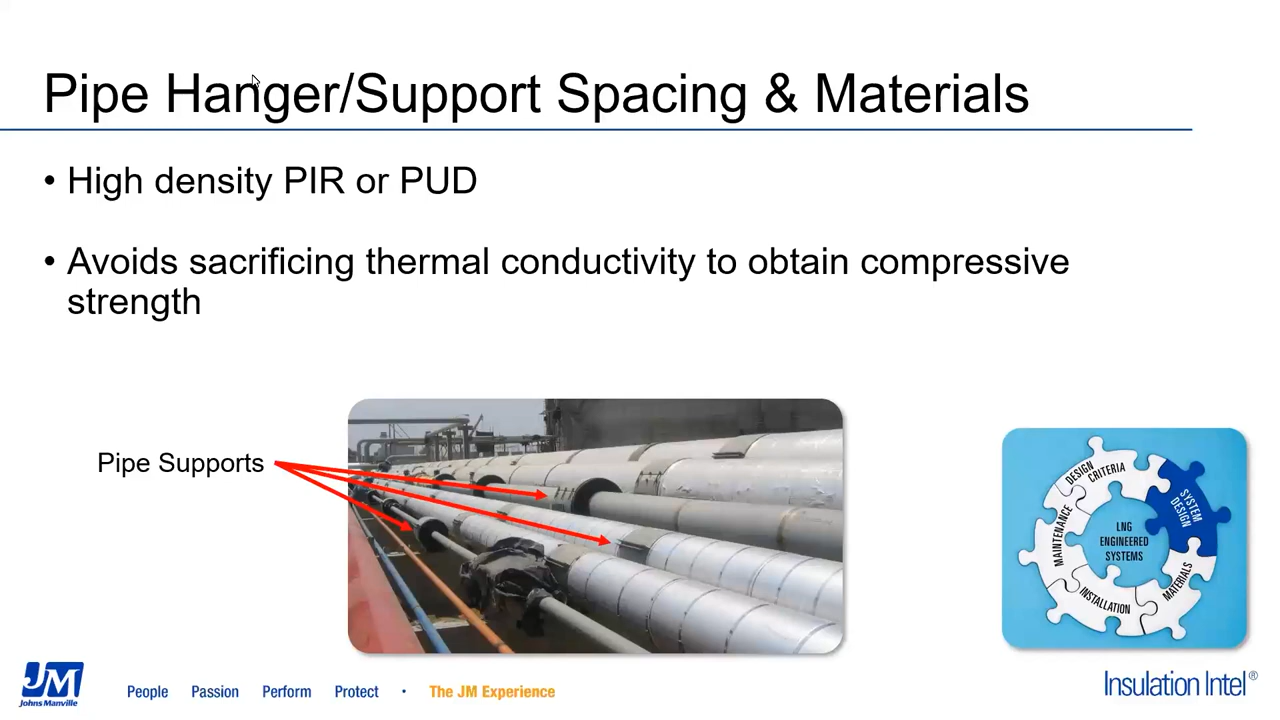 Pipe Hanger/Support Spacing & Materials
• High density PIR or PUD
• Avoids sacrificing thermal conductivity to obtain compressive
strength
Pipe Supports
DESIGN
CRITERIA
SYSTEM
DESIGN
MATERIALS
INSTALLATION
MAINTENANCE
LNG
ENGINEERED
SYSTEMS
JM
Johns Manville
People Passion Perform Protect • The JM Experience
Insulation Intel®